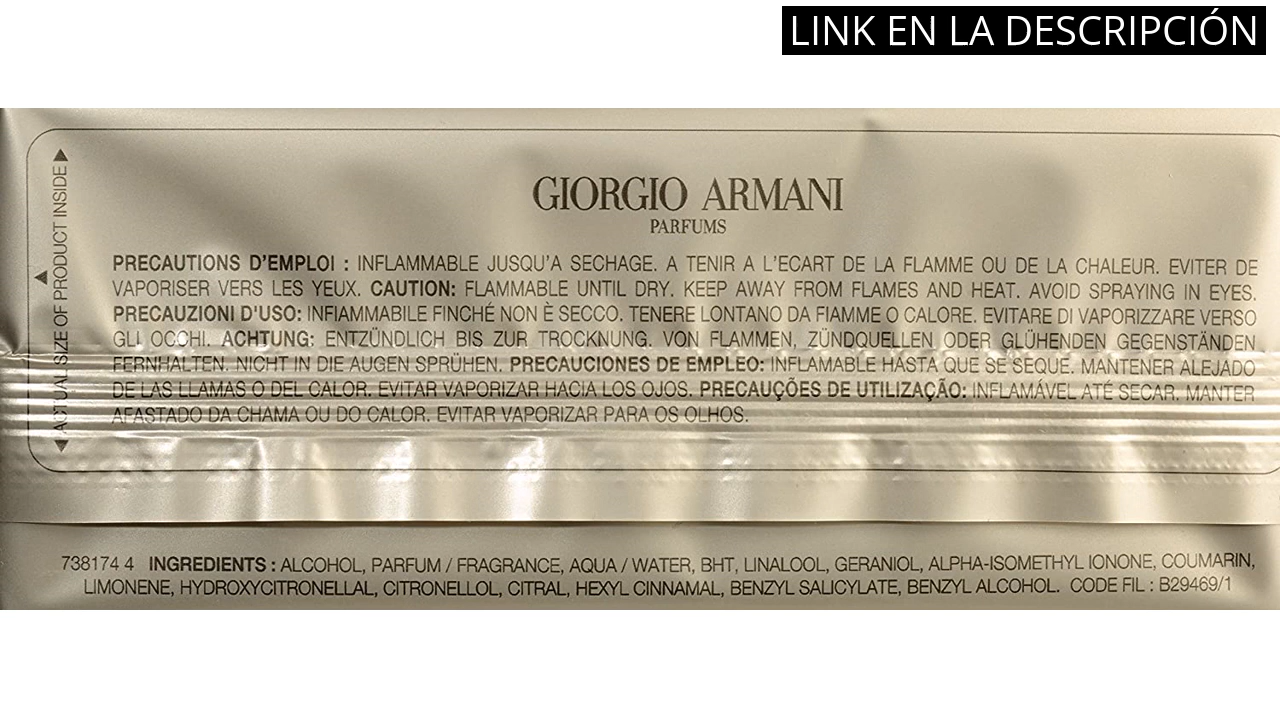 LINK EN LA DESCRIPCIÓN
GIORGIO ARMANI
PARFUMS
◀ ACTUAL SIZE OF PRODUCT INSIDE ▶
PRECAUTIONS D'EMPLOI : INFLAMMABLE JUSQU'A SECHAGE. A TENIR A L'ECART DE LA FLAMME OU DE LA CHALEUR. EVITER DE
VAPORISER VERS LES YEUX. CAUTION: FLAMMABLE UNTIL DRY. KEEP AWAY FROM FLAMES AND HEAT. AVOID SPRAYING IN EYES.
PRECAUZIONI D'USO: INFIAMMABILE FINCHÉ NON È SECCO. TENERE LONTANO DA FIAMME O CALORE. EVITARE DI VAPORIZZARE VERSO
GLI OCCHI. ACHTUNG: ENTZÜNDLICH BIS ZUR TROCKNUNG. VON FLAMMEN, ZÜNDQUELLEN ODER GLÜHENDEN GEGENSTÄNDEN
FERNHALTEN. NICHT IN DIE AUGEN SPRÜHEN. PRECAUCIONES DE EMPLEO: INFLAMABLE HASTA QUE SE SEQUE. MANTENER ALEJADO
DE LAS LLAMAS O DEL CALOR. EVITAR VAPORIZAR HACIA LOS OJOS. PRECAUÇÕES DE UTILIZAÇÃO: INFLAMÁVEL ATÉ SECAR. MANTER
AFASTADO DA CHAMA OU DO CALOR. EVITAR VAPORIZAR PARA OS OLHOS.
738174 4 INGREDIENTS : ALCOHOL, PARFUM / FRAGRANCE, AQUA / WATER, BHT, LINALOOL, GERANIOL, ALPHA-ISOMETHYL IONONE, COUMARIN,
LIMONENE, HYDROXYCITRONELLAL, CITRONELLOL, CITRAL, HEXYL CINNAMAL, BENZYL SALICYLATE, BENZYL ALCOHOL. CODE FIL : B29469/1